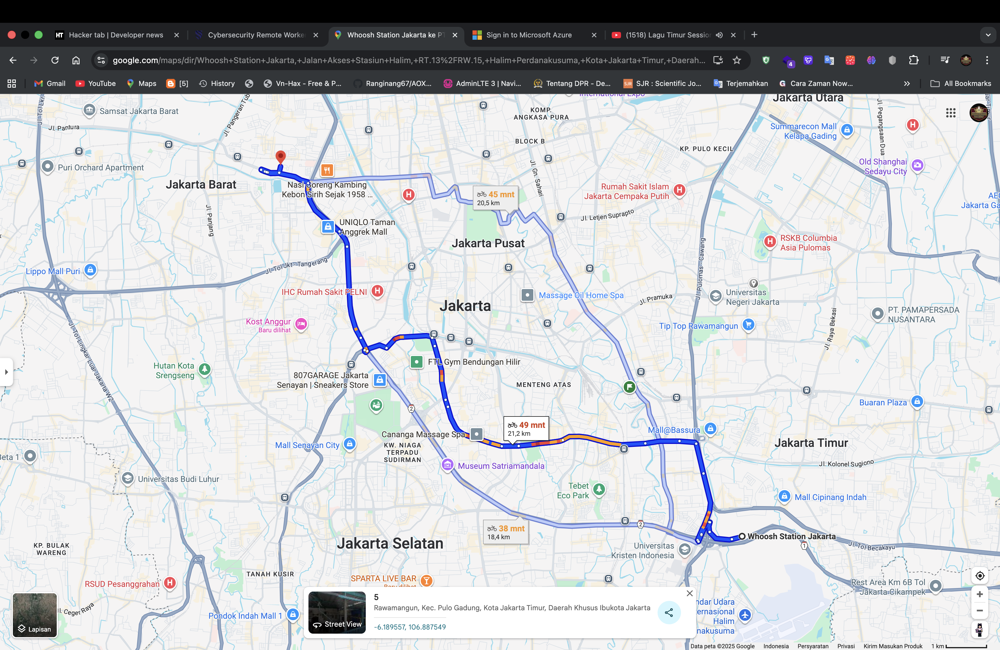 Hacker tab | Developer news
Cybersecurity Remote Worke
Whoosh Station Jakarta ke PT
Sign in to Microsoft Azure
(1518) Lagu Timur Session
google.com/maps/dir/Whoosh+Station+Jakarta,+Jalan+Akses+Stasiun+Halim,+RT.13%2FRW.15,+Halim+Perdanakusuma,+Kota+Jakarta+Timur,+Daerah...
4
Gmail
YouTube
Maps
[5]
History
Vn-Hax - Free & P...
Ranginang67/AOX...
AdminLTE 3 | Navi...
Tentang DPR - De...
SJR : Scientific Jo...
Terjemahkan
Cara Zaman Now...
All Bookmarks
International Expo
Jakarta Utara
Samsat Jakarta Barat
Jl. Pantura
Jl. Tol Lkr.
Jl. Pangeran Tub
KOMP.
ANGKASA PURA
BLOCK B
KP. PULO KECIL
Summarecon Mall
Kelapa Gading
Jl. Pegangsaan Dua
Old Shanghai
Sedayu City
Puri Orchard Apartment
Jakarta Barat
Nasi Goreng Kambing
Kebon Sirih Sejak 1958 ...
45 mnt
20,5 km
Jl. Gn. Sahari
Rumah Sakit Islam
Jakarta Cempaka Putih
AEO
Jakarta Ga
Jl. Panjang
Jl. Letjen Suprapto
UNIQLO Taman
Anggrek Mall
Jakarta Pusat
RSKB Columbia
Asia Pulomas
Lippo Mall Puri
Jl. Tol Jkt - Tangerang
Jl. Pulomas - Cawang
IHC Rumah Sakit PELNI
Massage Oil Home Spa
Jl. Pramuka
Universitas
Negeri Jakarta
Jakarta
PT. PAMAPERSADA
NUSANTARA
Kost Anggur
Baru dilihat
Tip Top Rawamangun
Jl. Raya Bekasi
Jl. Tol Lingkar Luar Jakarta W2
Hutan Kota
Srengseng
FTL Gym Bendungan Hilir
807GARAGE Jakarta
Senayan | Sneakers Store
MENTENG ATAS
2
Buaran Plaza
49 mnt
21,2 km
Cananga Massage Spa
Mall@Bassura
Jakarta Timur
Mall Senayan City
KW. NIAGA
TERPADU
SUDIRMAN
Beta 1
Museum Satriamandala
Jl. Kolonel Sugiono
Universitas Budi Luhur
Tebet
Eco Park
Mall Cipinang Indah
2
38 mnt
18,4 km
Whoosh Station Jakarta
Jakarta Selatan
KP. BULAK
WARENG
Universitas
Kristen Indonesia
1
Jl. Tol Becakayu
TANAH KUSIR
SPARTA LIVE BAR
Baru dilihat
RSUD Pesanggrahan
Rest Area Km 6B Tol
Jakarta Cikampek
Jl. Ceger Raya
Pondok Indah Mall 1
Lapisan
5
Rawamangun, Kec. Pulo Gadung, Kota Jakarta Timur, Daerah Khusus Ibukota Jakarta
-6.189557, 106.887549
Street View
ndar Udara
ternasional
Halim
nakusuma
Data peta ©2025 Google
Indonesia
Persyaratan
Privasi
Kirim Masukan Produk
1 km